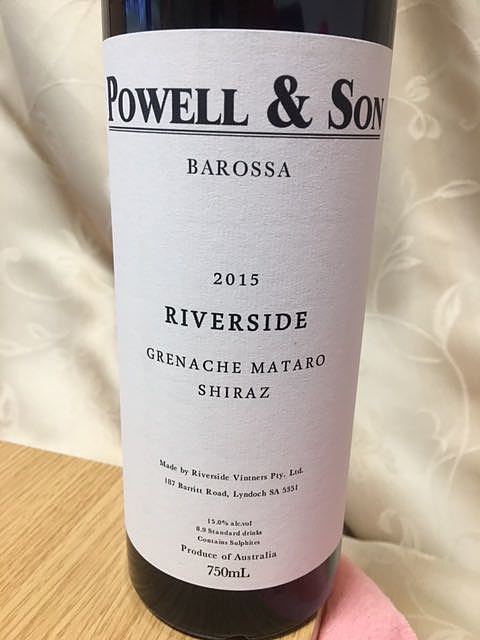 POWELL & SON
BAROSSA
2015
RIVERSIDE
GRENACHE MATARO
SHIRAZ
Made by Riverside Vintners Pty. Ltd.
187 Barritt Road, Lyndoch SA 5351
15.0% alc.vol
8.9 Standard drinks
Contains Sulphites
Produce of Australia
750mL